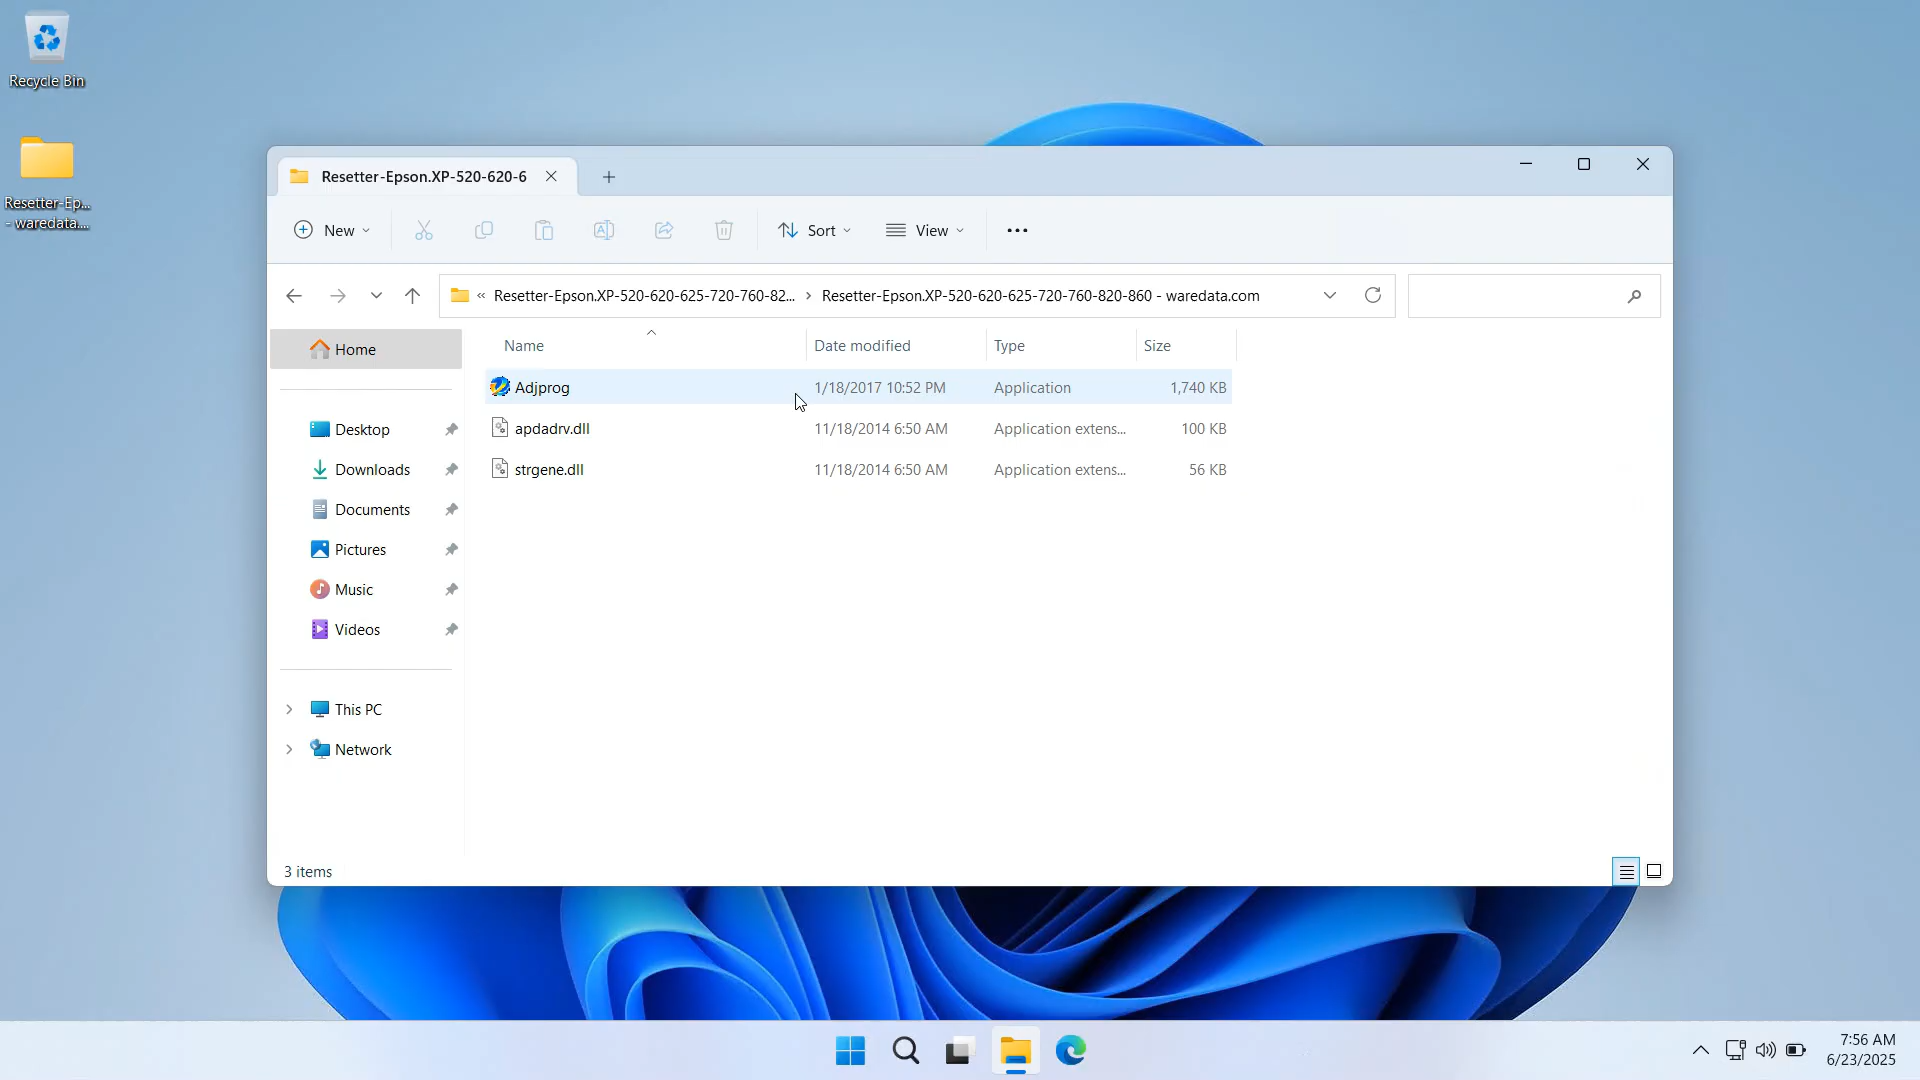 Recycle Bin
Resetter-Ep...
- waredata....
Resetter-Epson.XP-520-620-6
New
Sort
View
« Resetter-Epson.XP-520-620-625-720-760-82... › Resetter-Epson.XP-520-620-625-720-760-820-860 - waredata.com
Home
Desktop
Downloads
Documents
Pictures
Music
Videos
This PC
Network
Name Date modified Type Size
Adjprog 1/18/2017 10:52 PM Application 1,740 KB
apdadrv.dll 11/18/2014 6:50 AM Application extens... 100 KB
strgene.dll 11/18/2014 6:50 AM Application extens... 56 KB
3 items
7:56 AM
6/23/2025